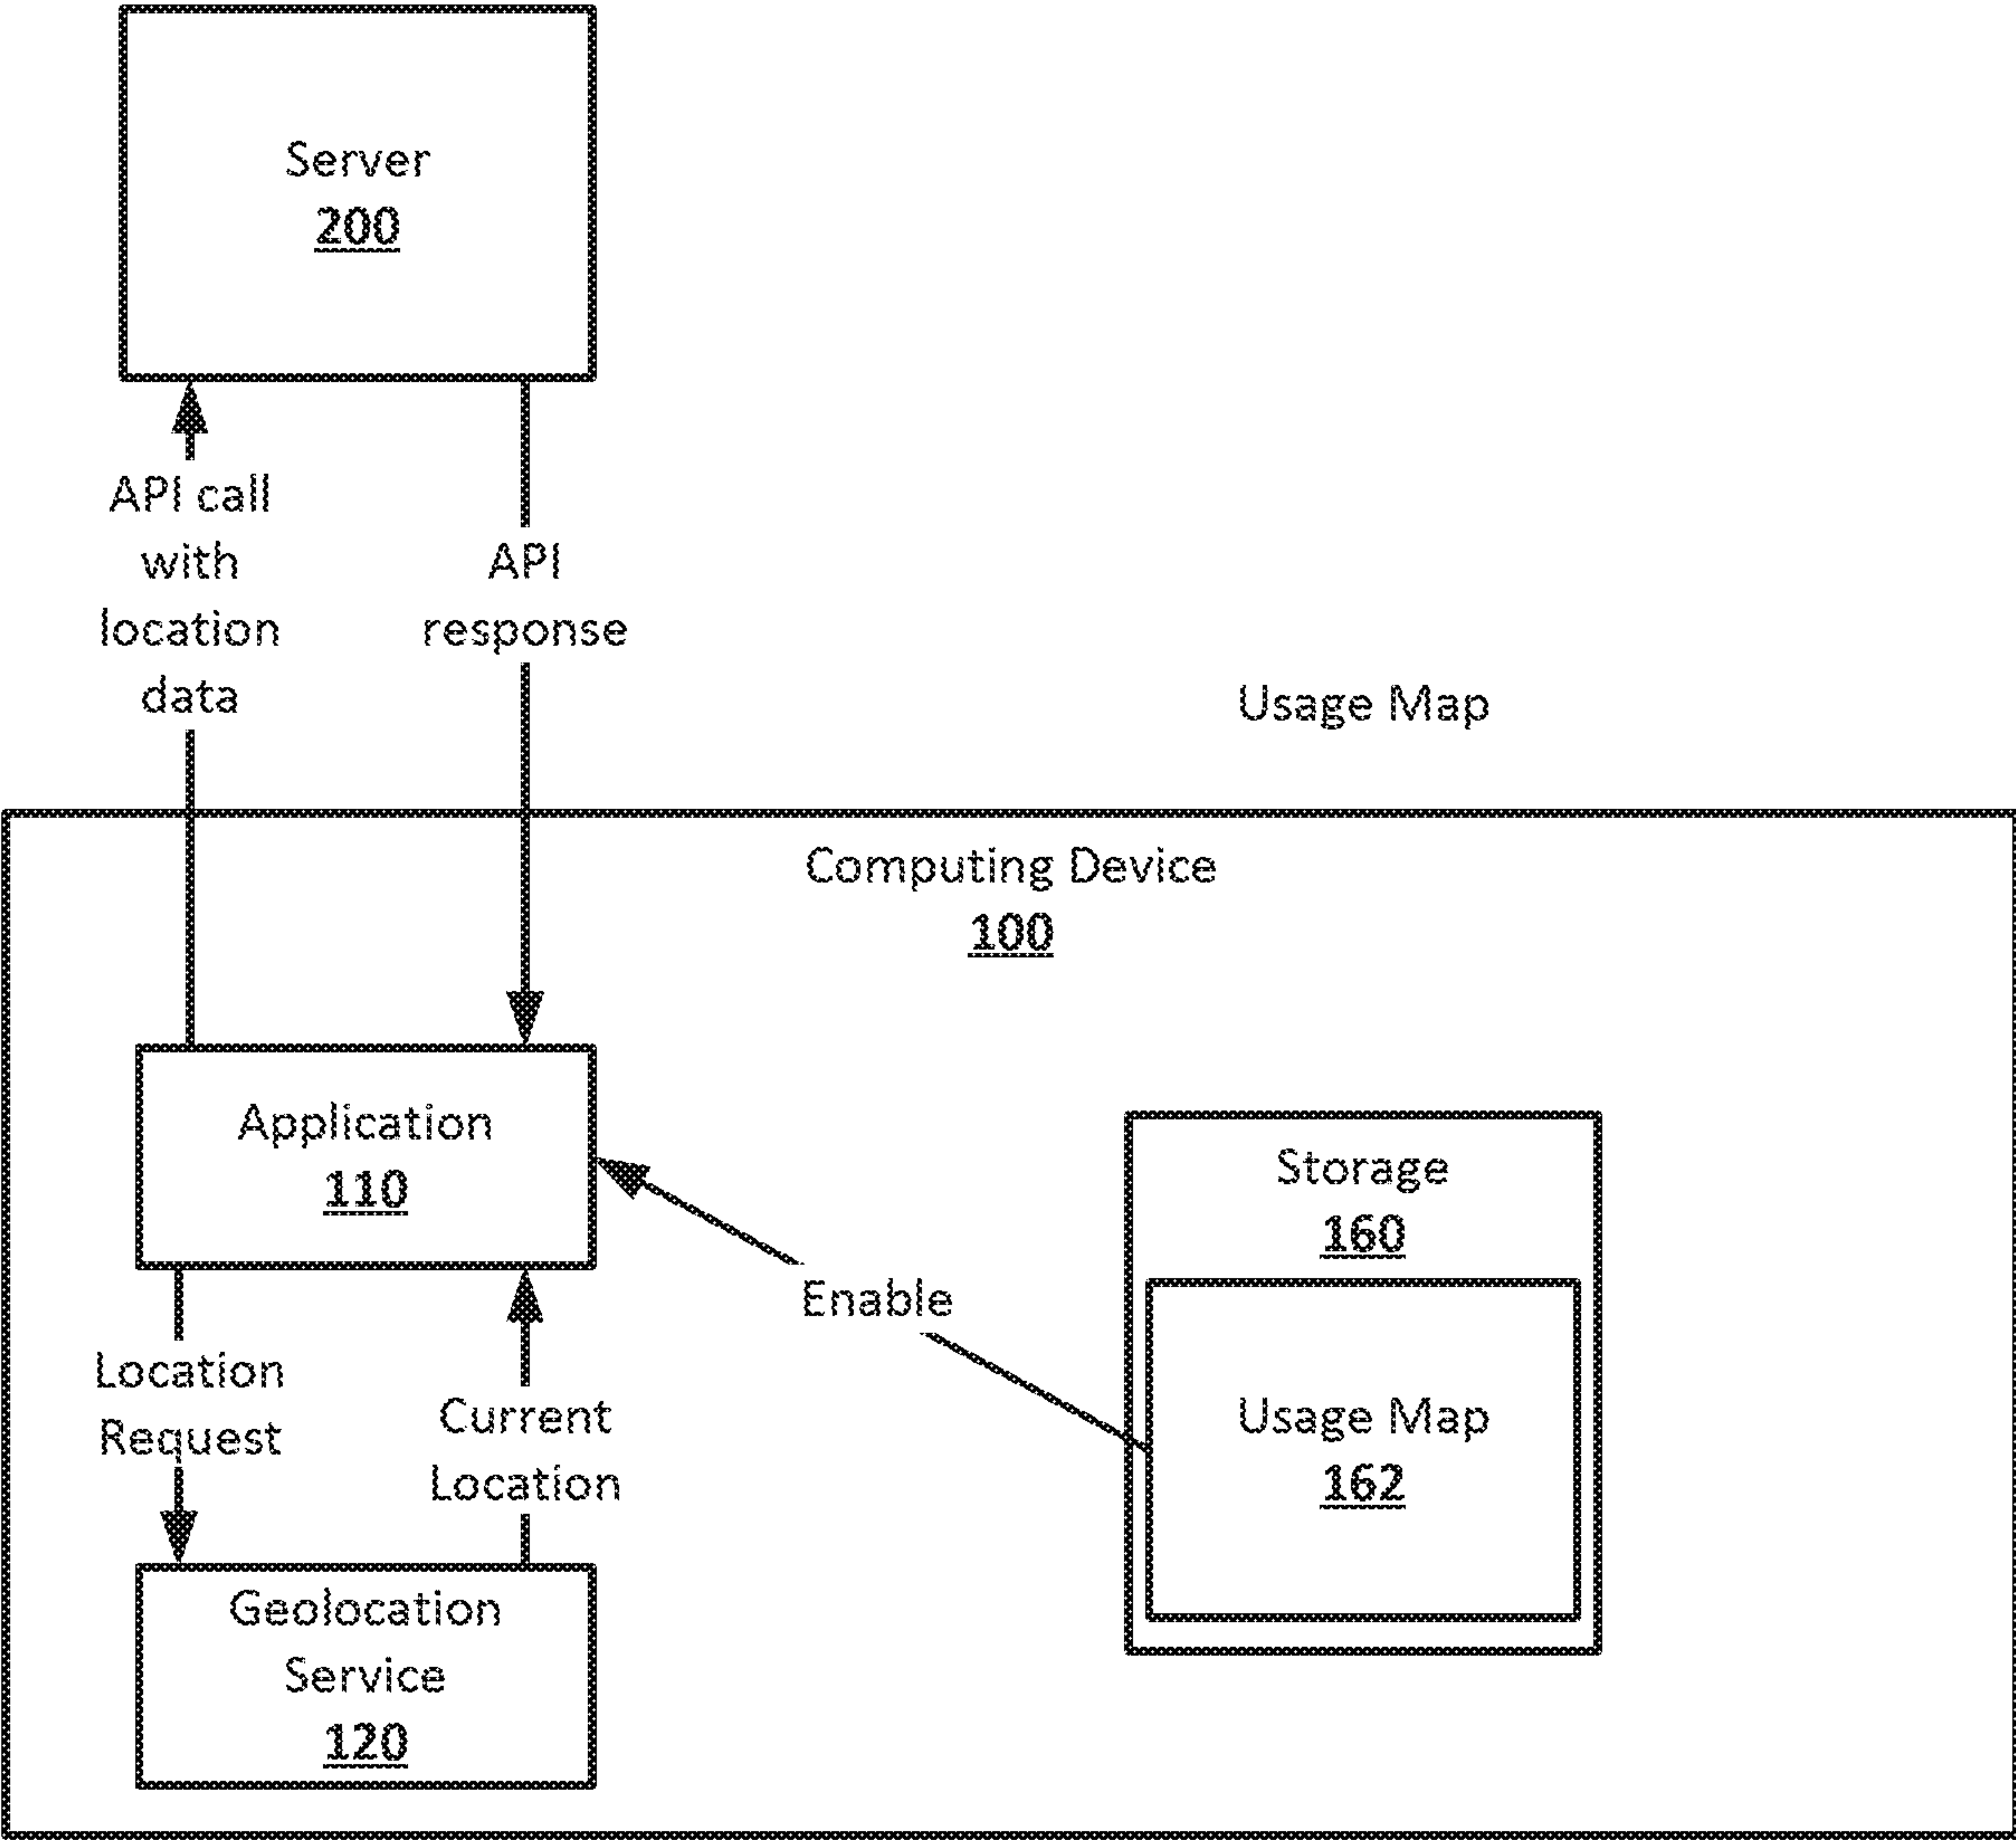 Server
200
API call
with
location
data
API
response
Usage Map
Computing Device
100
Application
110
Storage
160
Enable
Location
Request
Current
Location
Usage Map
162
Geolocation
Service
120